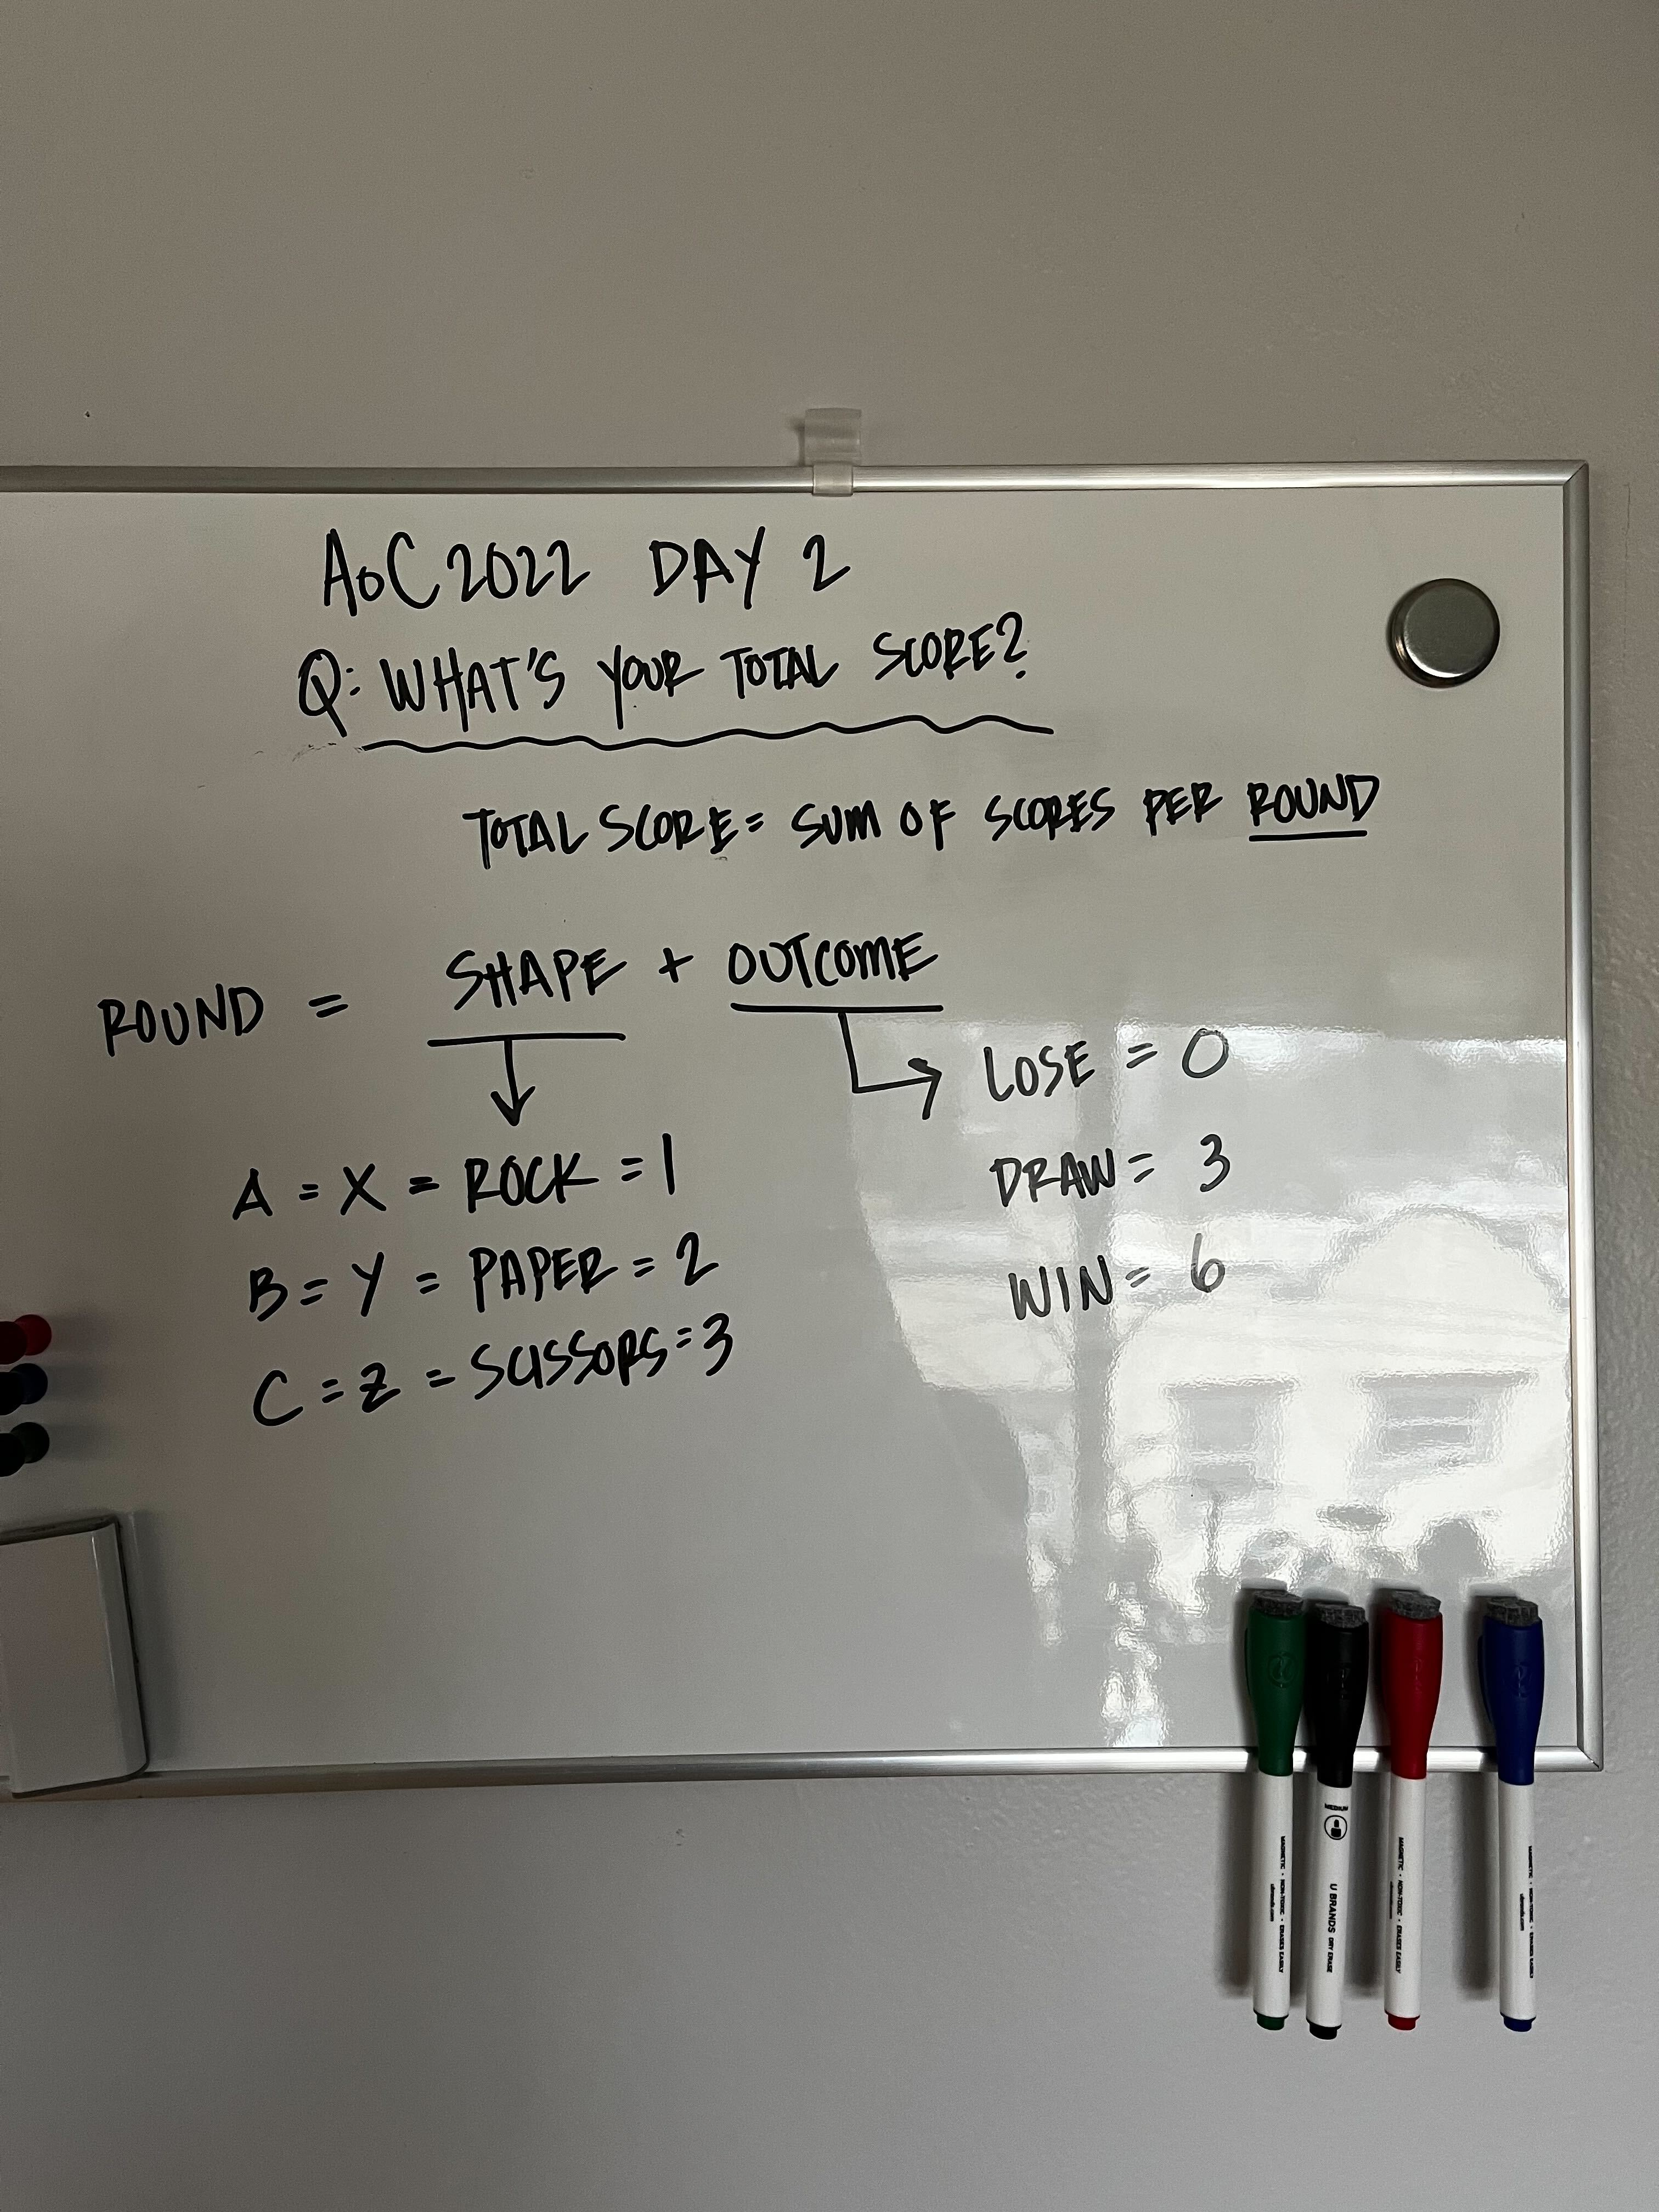 AoC 2022 DAY 2
Q: WHAT'S YOUR TOTAL SCORE?
TOTAL SCORE = SUM OF SCORES PER ROUND
ROUND = SHAPE + OUTCOME
A = X = ROCK = 1
B = Y = PAPER = 2
C = Z = SCISSORS = 3
LOSE = 0
DRAW = 3
WIN = 6
MAGNETIC • NON-TOXIC • ERASES EASILY
MEDIUM
U BRANDS DRY ERASE
MAGNETIC • NON-TOXIC • ERASES EASILY
MAGNETIC • NON-TOXIC • ERASES EASILY